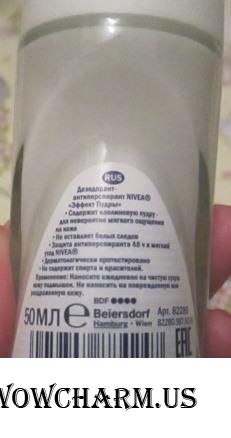 RUS
Дезодорант-
антиперспирант NIVEA®
«Эффект Пудры»
• Содержит каолиновую пудру -
для невероятно мягкого ощущения
на коже
• Не оставляет белых следов
• Защита антиперспиранта 48 ч и мягкий
уход NIVEA®
• Дерматологически протестировано
• Не содержит спирта и красителей.
Применение: Наносите ежедневно на чистую сухую
кожу подмышек. Не наносить на поврежденную или
раздраженную кожу.
BDF
50МЛ e Beiersdorf Арт. 82280
Hamburg • Wien
EAC
WOWCHARM.US